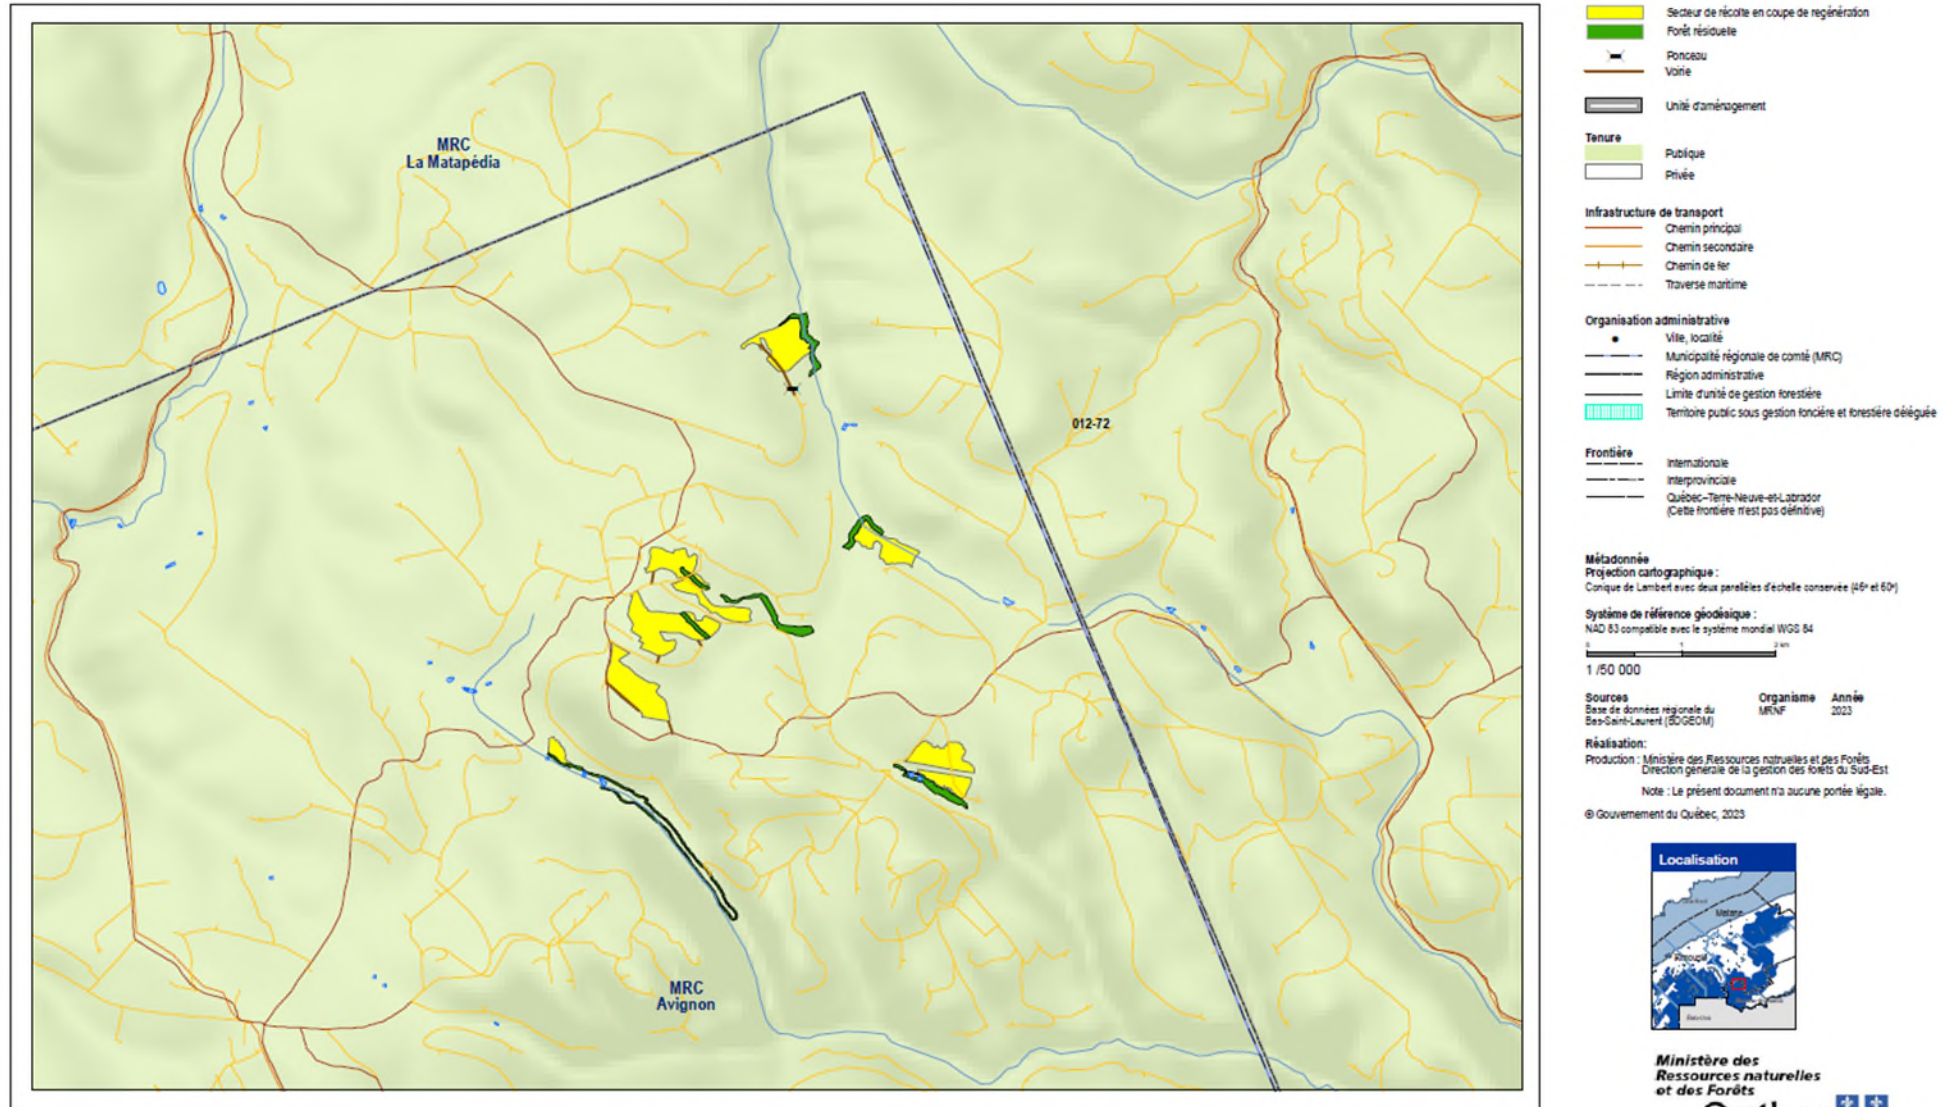 MRC
La Matapédia
012-72
MRC
Avignon
Secteur de récolte en coupe de regénération
Forêt résiduelle
Ponceau
Voirie
Unité d'aménagement
Tenure
Publique
Privée
Infrastructure de transport
Chemin principal
Chemin secondaire
Chemin de fer
Traverse maritime
Organisation administrative
Ville, localité
Municipalité régionale de comté (MRC)
Région administrative
Limite d'unité de gestion forestière
Territoire public sous gestion foncière et forestière déléguée
Frontière
Internationale
Interprovinciale
Québec–Terre-Neuve-et-Labrador
(Cette frontière n'est pas définitive)
Métadonnée
Projection cartographique :
Conique de Lambert avec deux parallèles d'échelle conservée (46e et 60e)
Système de référence géodésique :
NAD 83 compatible avec le système mondial WGS 84
0 1 2 km
1 /50 000
Sources Organisme Année
Base de données régionale du MRNF 2023
Bas-Saint-Laurent (BDGEOM)
Réalisation:
Production : Ministère des Ressources natruelles et des Forêts
Direction générale de la gestion des forêts du Sud-Est
Note : Le présent document n'a aucune portée légale.
© Gouvernement du Québec, 2023
Localisation
Matane
Rimouski
Ministère des
Ressources naturelles
et des Forêts